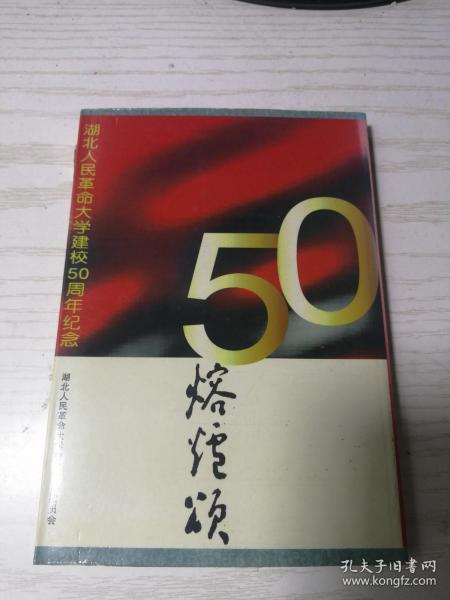 湖北人民革命大学建校50周年纪念
50
熔炉颂
湖北人民革命
员会
孔夫子旧书网
www.kongfz.com